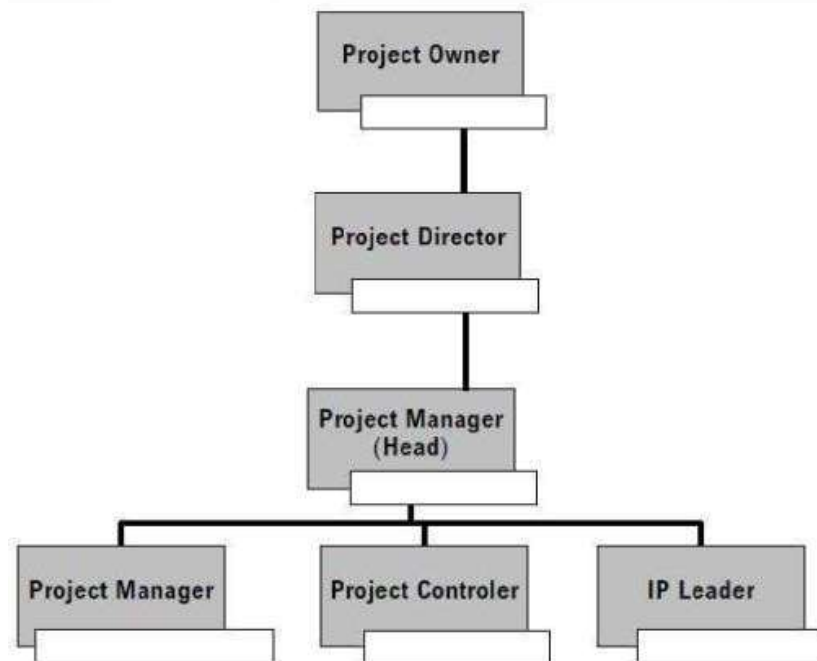 Project Owner
Project Director
Project Manager
(Head)
Project Manager
Project Controler
IP Leader